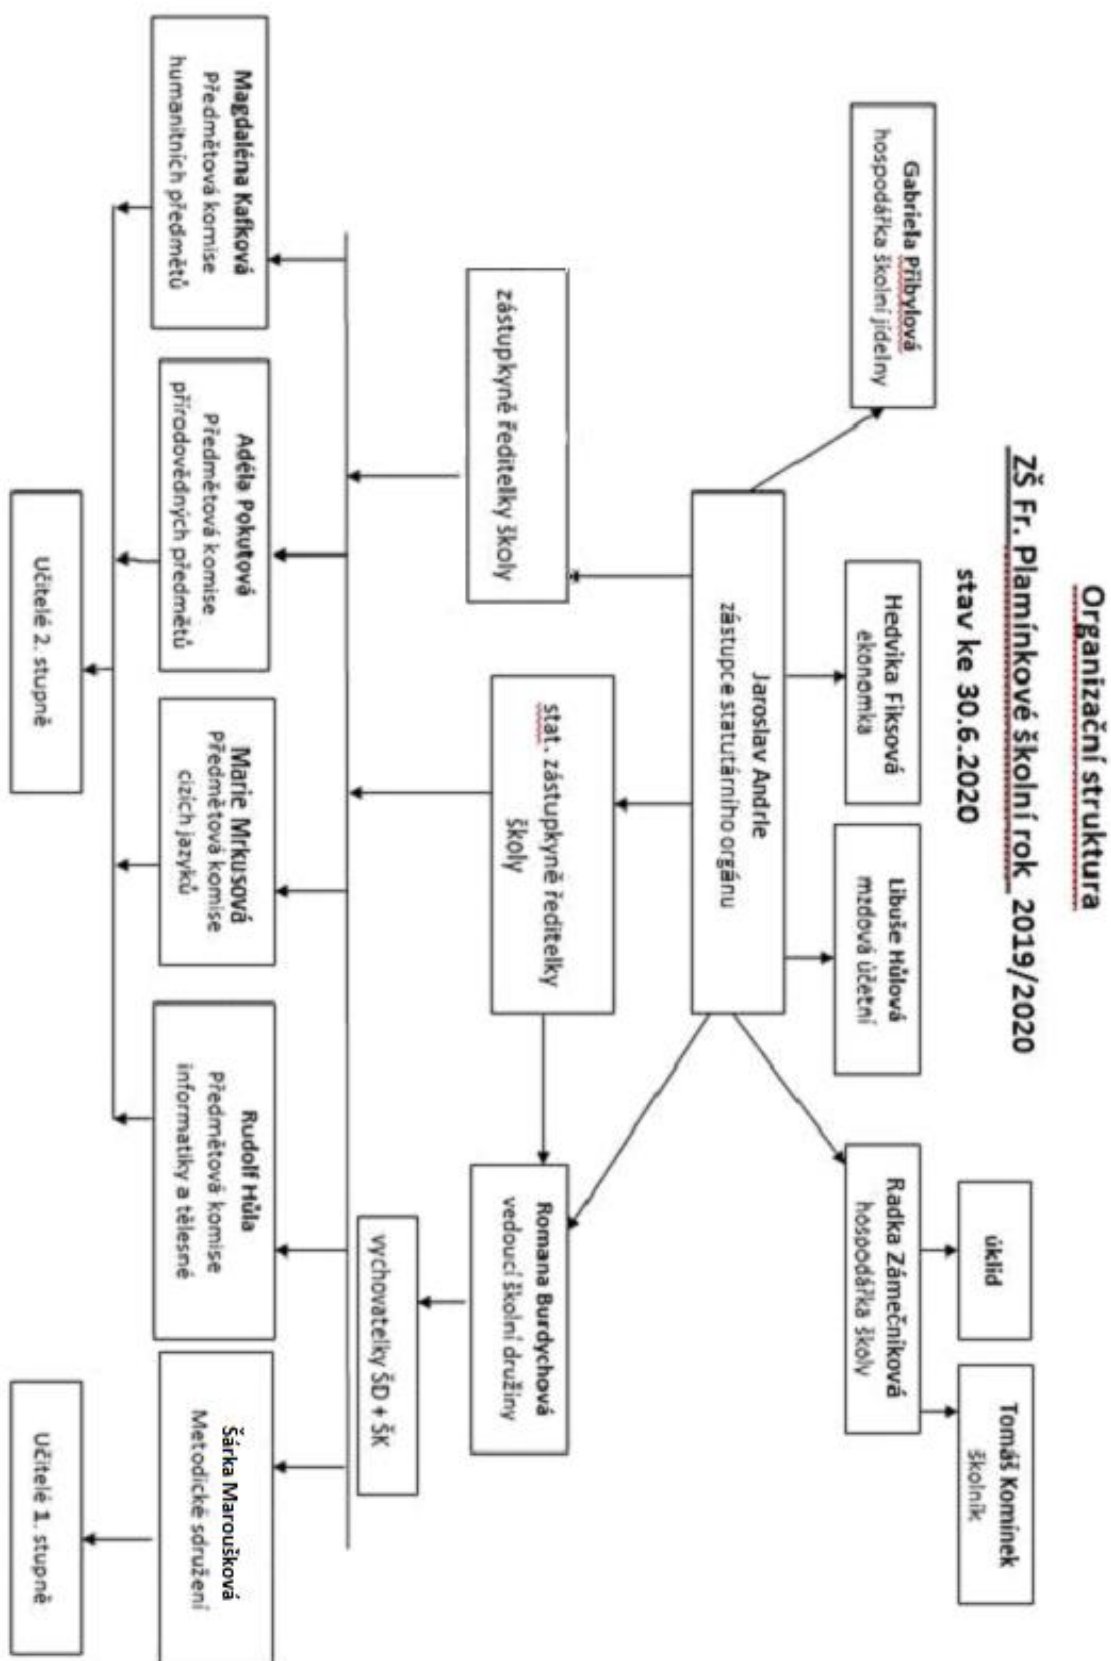 Organizační struktura
ZŠ Fr. Plamínkové školní rok 2019/2020
stav ke 30.6.2020
úklid
Tomáš Komínek
školník
Gabriela Přibylová
hospodářka školní jídelny
Hedvika Fiksová
ekonomka
Libuše Hůlová
mzdová účetní
Radka Zámečníková
hospodářka školy
Jaroslav Andrle
zástupce statutárního orgánu
zástupkyně ředitelky školy
stat. zástupkyně ředitelky
školy
Romana Burdychová
vedoucí školní družiny
vychovatelky ŠD + ŠK
Magdaléna Kafková
Předmětová komise
humanitních předmětů
Adéla Pokutová
Předmětová komise
přírodovědných předmětů
Marie Mrkusová
Předmětová komise
cizích jazyků
Rudolf Hůla
Předmětová komise
informatiky a tělesné
Šárka Maroušková
Metodické sdružení
Učitelé 2. stupně
Učitelé 1. stupně